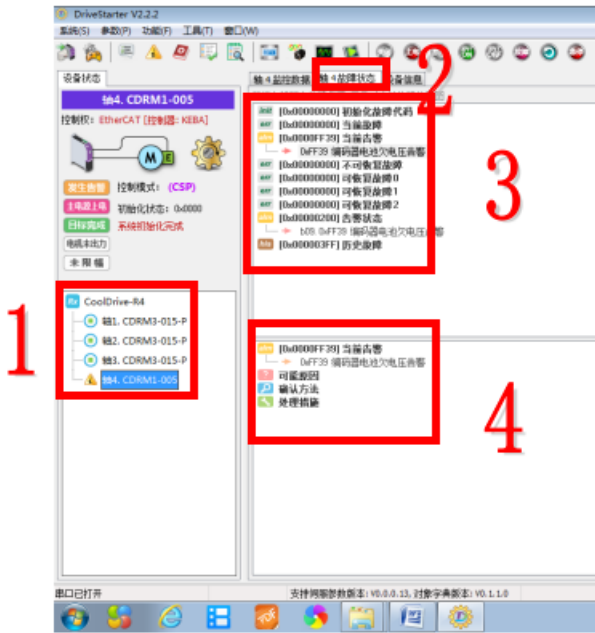 DriveStarter V2.2.2
系统(S) 参数(P) 功能(F) 工具(T) 窗口(W)
设备状态
轴4. CDRM1-005
控制权: EtherCAT [控制器: KEBA]
M E
发生告警 控制模式: (CSP)
主电源上电 初始化状态: 0x0000
目标完成 系统初始化完成
电机未出力
未限幅
1
Rx CoolDrive-R4
轴1. CDRM3-015-P
轴2. CDRM3-015-P
轴3. CDRM3-015-P
轴4. CDRM1-005
轴4监控数据 轴4故障状态 设备信息
2
[0x00000000] 初始化故障代码
[0x00000000] 当前故障
[0x0000FF39] 当前告警
0xFF39 编码器电池欠电压告警
[0x00000000] 不可恢复故障
[0x00000000] 可恢复故障0
[0x00000000] 可恢复故障1
[0x00000000] 可恢复故障2
[0x00000200] 告警状态
b09 0xFF39 编码器电池欠电压告警
[0x000003FF] 历史故障
3
[0x0000FF39] 当前告警
0xFF39 编码器电池欠电压告警
可能原因
确认方法
处理措施
4
串口已打开
支持伺服参数版本: V0.0.0.13, 对象字典版本: V0.1.1.0